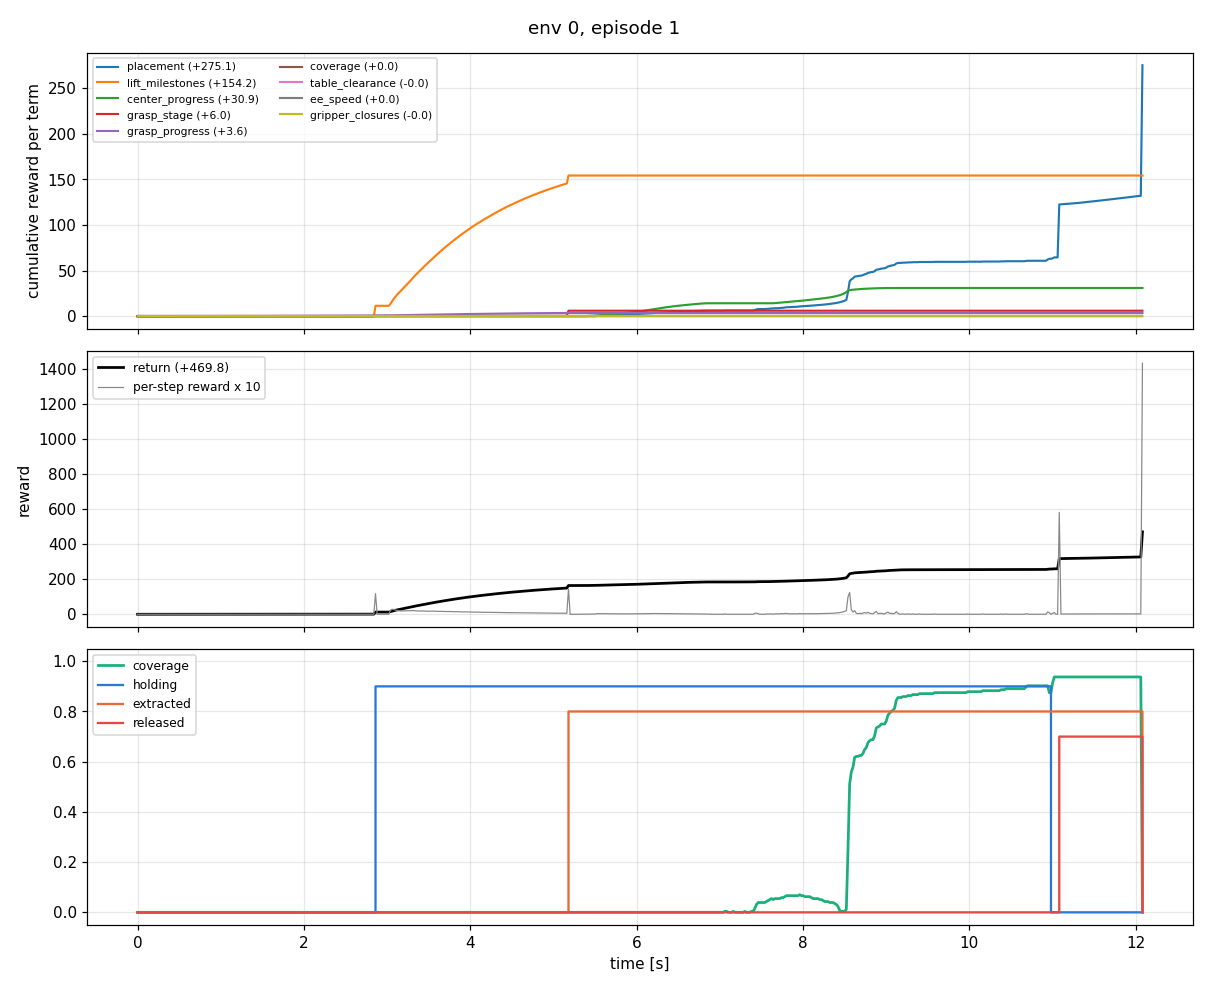 env 0, episode 1
placement (+275.1)
lift_milestones (+154.2)
center_progress (+30.9)
grasp_stage (+6.0)
grasp_progress (+3.6)
coverage (+0.0)
table_clearance (-0.0)
ee_speed (+0.0)
gripper_closures (-0.0)
cumulative reward per term
250
200
150
100
50
0
return (+469.8)
per-step reward x 10
reward
1400
1200
1000
800
600
400
200
0
coverage
holding
extracted
released
1.0
0.8
0.6
0.4
0.2
0.0
0 2 4 6 8 10 12
time [s]